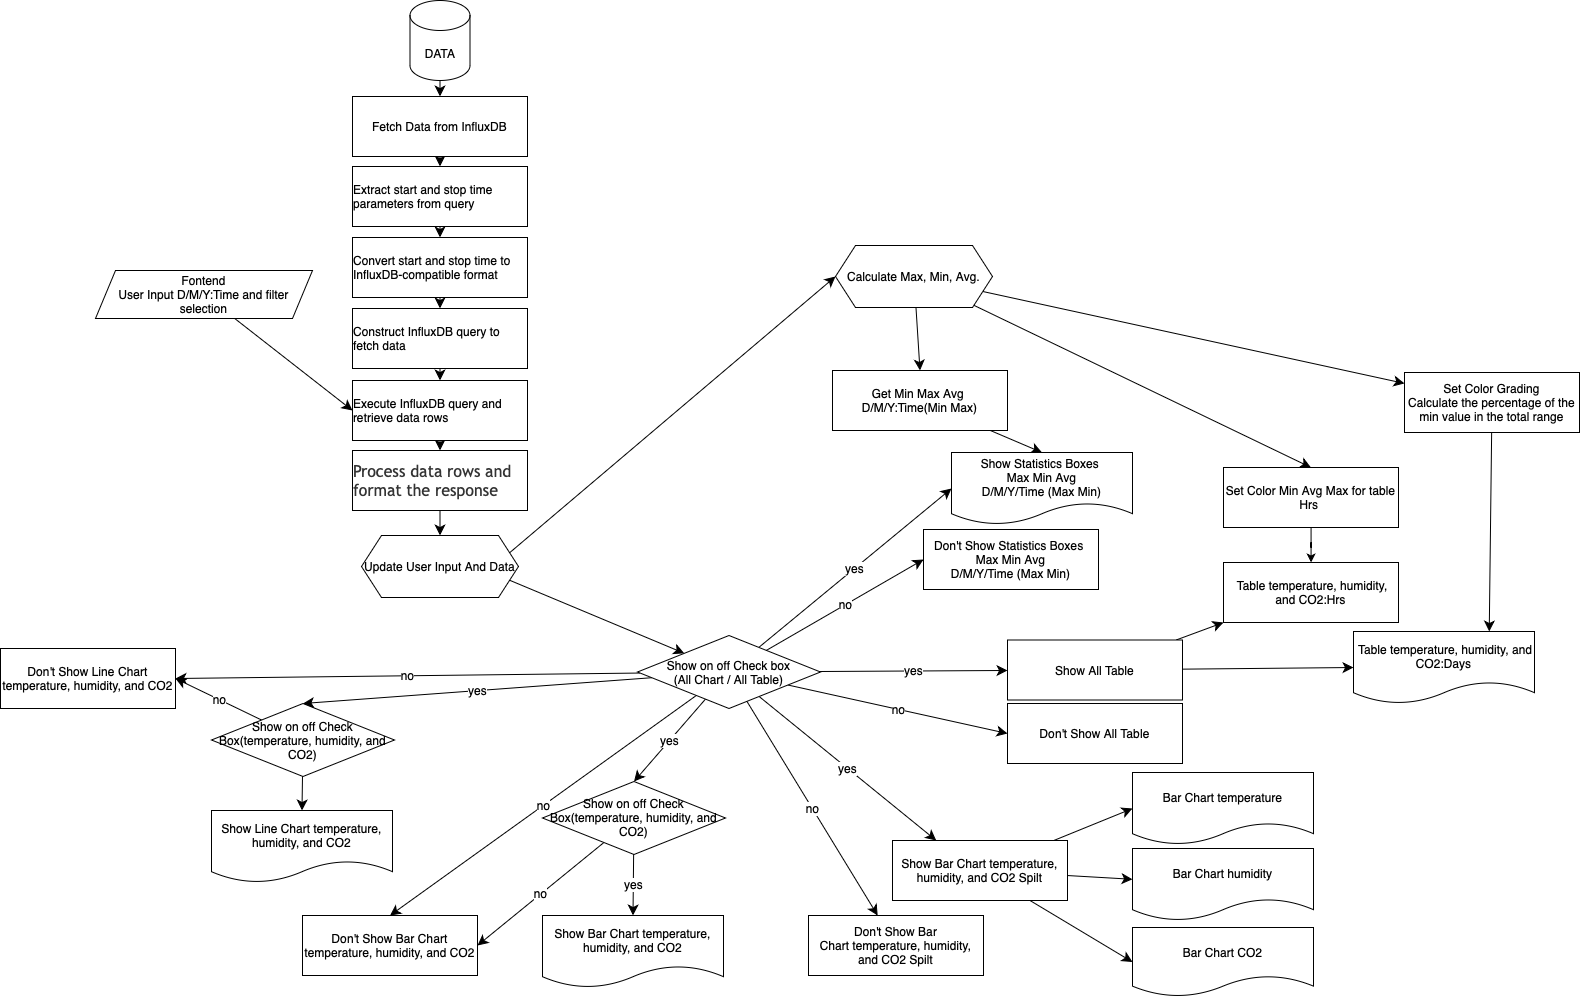 DATA
Fetch Data from InfluxDB
Extract start and stop time
parameters from query
Convert start and stop time to
InfluxDB-compatible format
Fontend
User Input D/M/Y:Time and filter
selection
Construct InfluxDB query to
fetch data
Execute InfluxDB query and
retrieve data rows
Process data rows and
format the response
Update User Input And Data
Calculate Max, Min, Avg.
Get Min Max Avg
D/M/Y:Time(Min Max)
Set Color Grading
Calculate the percentage of the
min value in the total range
Show Statistics Boxes
Max Min Avg
D/M/Y/Time (Max Min)
Set Color Min Avg Max for table
Hrs
yes
Don't Show Statistics Boxes
Max Min Avg
D/M/Y/Time (Max Min)
no
Table temperature, humidity,
and CO2:Hrs
Show on off Check box
(All Chart / All Table)
yes
Show All Table
Table temperature, humidity, and
CO2:Days
no
Don't Show All Table
Don't Show Line Chart
temperature, humidity, and CO2
no
yes
no
Show on off Check
Box(temperature, humidity, and
CO2)
Show Line Chart temperature,
humidity, and CO2
yes
no
Show on off Check
Box(temperature, humidity, and
CO2)
no
yes
Don't Show Bar Chart
temperature, humidity, and CO2
Show Bar Chart temperature,
humidity, and CO2
no
yes
Don't Show Bar
Chart temperature, humidity,
and CO2 Spilt
Show Bar Chart temperature,
humidity, and CO2 Spilt
Bar Chart temperature
Bar Chart humidity
Bar Chart CO2